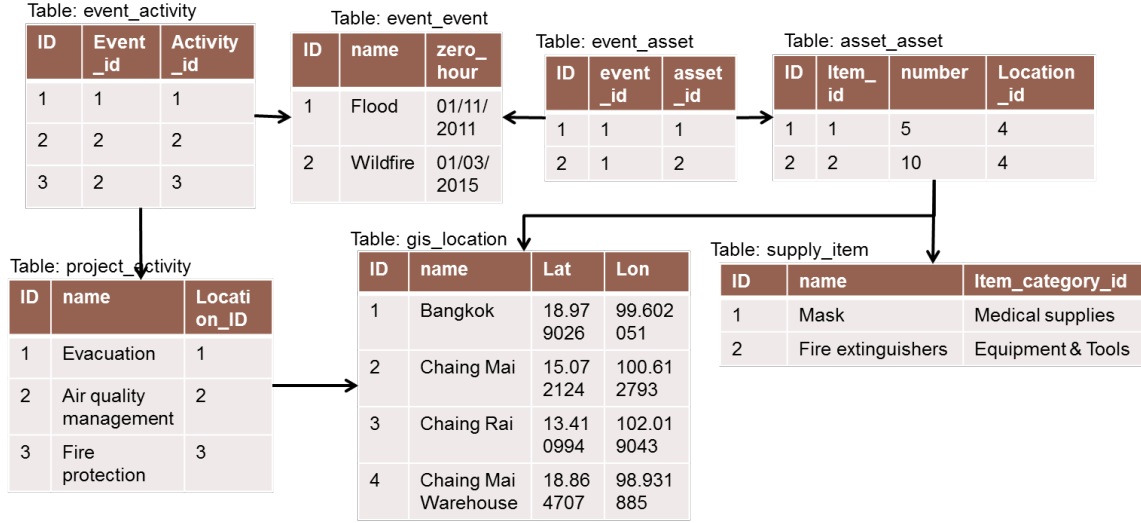 Table: event_activity
ID Event Activity
_id _id
1 1 1
2 2 2
3 2 3
Table: event_event
ID name zero_
hour
1 Flood 01/11/
2011
2 Wildfire 01/03/
2015
Table: event_asset
ID event asset
_id _id
1 1 1
2 1 2
Table: asset_asset
ID Item_ number Location
id _id
1 1 5 4
2 2 10 4
Table: project_activity
ID name Locati
on_ID
1 Evacuation 1
2 Air quality 2
management
3 Fire 3
protection
Table: gis_location
ID name Lat Lon
1 Bangkok 18.97 99.602
9026 051
2 Chaing Mai 15.07 100.61
2124 2793
3 Chaing Rai 13.41 102.01
0994 9043
4 Chaing Mai 18.86 98.931
Warehouse 4707 885
Table: supply_item
ID name Item_category_id
1 Mask Medical supplies
2 Fire extinguishers Equipment & Tools